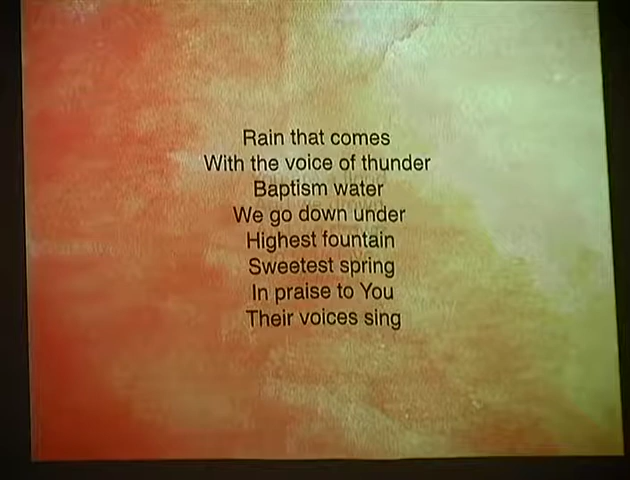 Rain that comes
With the voice of thunder
Baptism water
We go down under
Highest fountain
Sweetest spring
In praise to You
Their voices sing